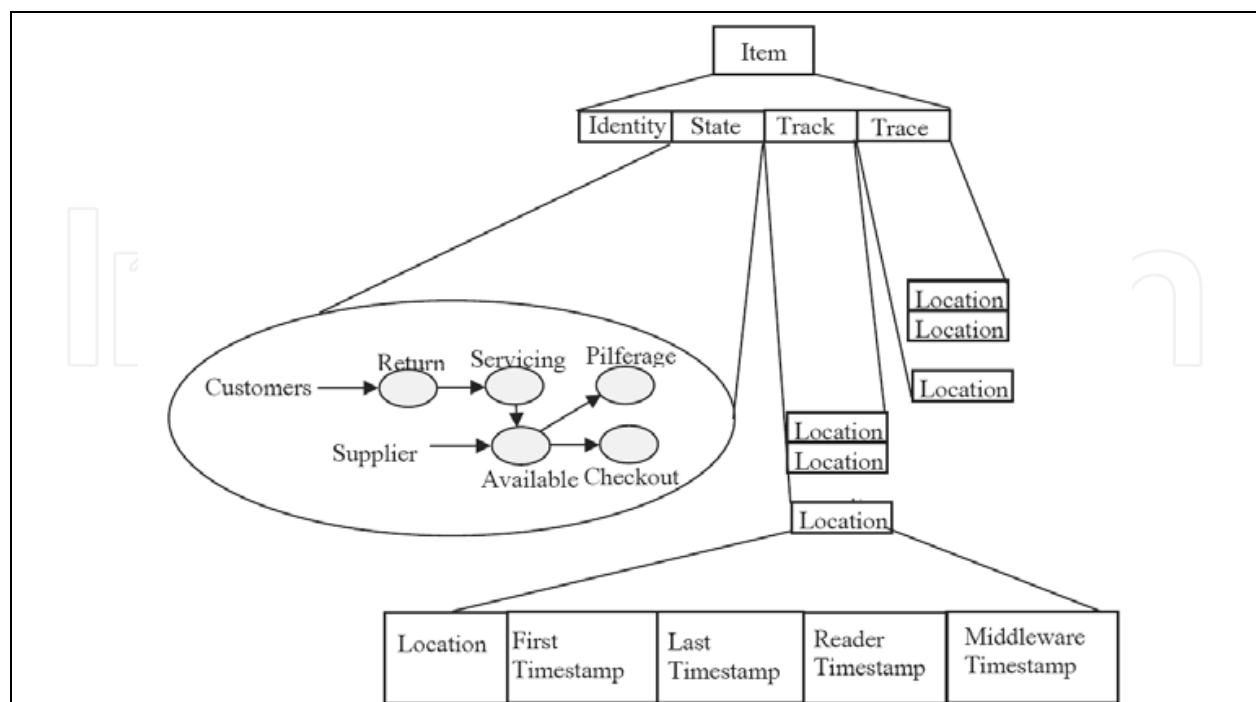 Item
Identity State Track Trace
Location
Location
Location
Return Servicing Pilferage
Customers
Supplier
Available Checkout
Location
Location
Location
Location First Timestamp Last Timestamp Reader Timestamp Middleware Timestamp